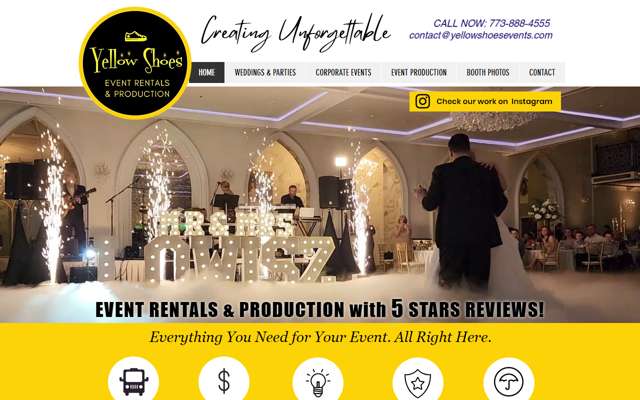 Yellow Shoes
EVENT RENTALS
& PRODUCTION
Creating Unforgettable
CALL NOW: 773-888-4555
contact@yellowshoesevents.com
HOME
WEDDINGS & PARTIES
CORPORATE EVENTS
EVENT PRODUCTION
BOOTH PHOTOS
CONTACT
Check our work on Instagram
MR & MRS
LOWISZ
EVENT RENTALS & PRODUCTION with 5 STARS REVIEWS!
Everything You Need for Your Event. All Right Here.
$